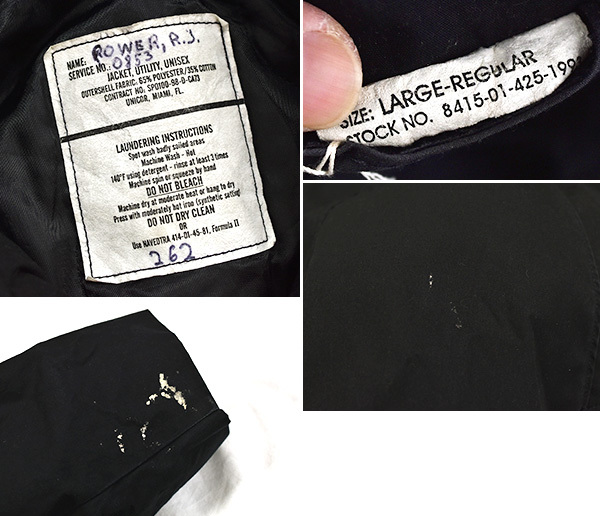 NAME: POWER, R.J.
SERVICE NO.: 0853
JACKET, UTILITY, UNISEX
OUTERSHELL FABRIC: 65% POLYESTER/35% COTTON
CONTRACT NO. SPO100-98-D-CAT3
UNICOR, MIAMI, FL.
LAUNDERING INSTRUCTIONS
Spot wash badly soiled areas
Machine Wash - Hot
140°F using detergent - rinse at least 3 times
Machine spin or squeeze by hand
DO NOT BLEACH
Machine dry at moderate heat or hang to dry
Press with moderately hot iron (synthetic setting)
DO NOT DRY CLEAN
OR
Use NAVEDTRA 414-01-45-81, Formula II
262
SIZE: LARGE-REGULAR
STOCK NO. 8415-01-425-199